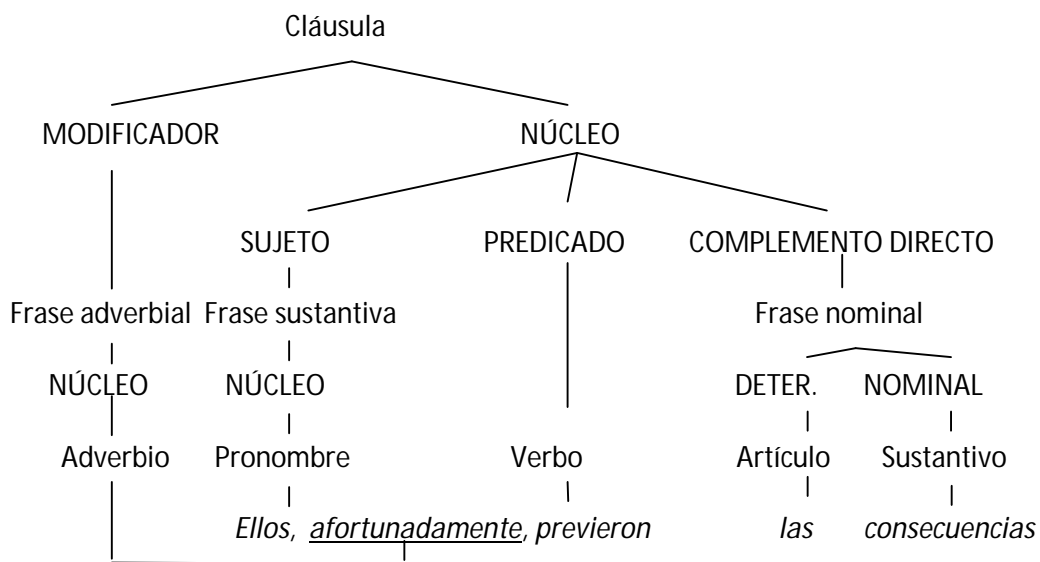 Cláusula
MODIFICADOR NÚCLEO
SUJETO PREDICADO COMPLEMENTO DIRECTO
Frase adverbial Frase sustantiva Frase nominal
NÚCLEO NÚCLEO DETER. NOMINAL
Adverbio Pronombre Verbo Artículo Sustantivo
Ellos, afortunadamente, previeron las consecuencias